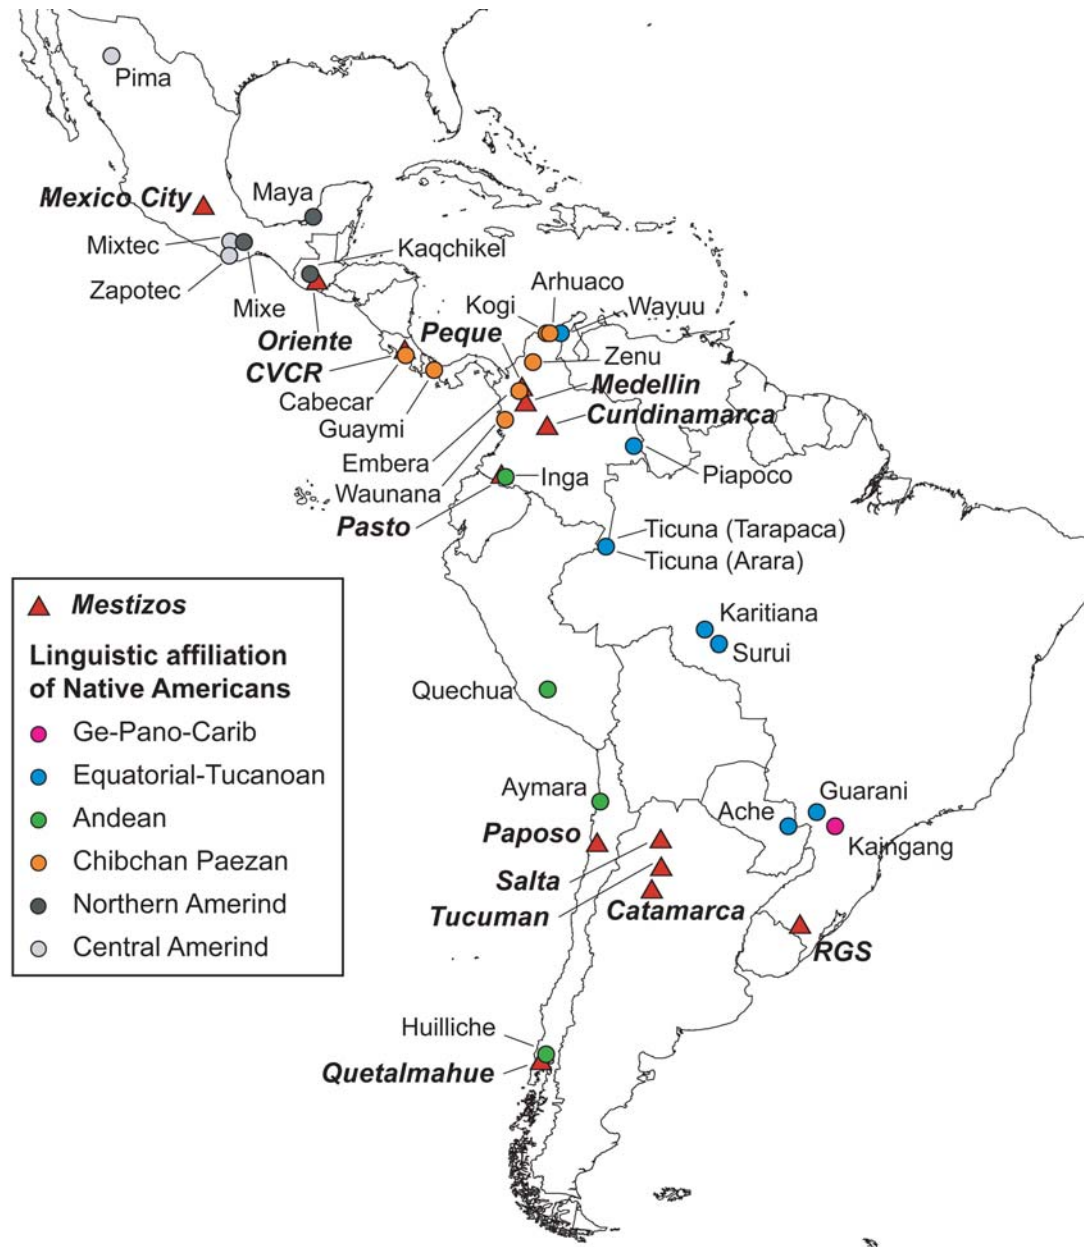 Pima
Mexico City
Maya
Mixtec
Kaqchikel
Zapotec
Mixe
Arhuaco
Kogi
Wayuu
Oriente
Peque
CVCR
Zenu
Cabecar
Medellin
Guaymi
Cundinamarca
Embera
Waunana
Inga
Piapoco
Pasto
Ticuna (Tarapaca)
Ticuna (Arara)
Karitiana
Surui
Quechua
Aymara
Ache
Guarani
Paposo
Kaingang
Salta
Tucuman
Catamarca
RGS
Huilliche
Quetalmahue
Mestizos
Linguistic affiliation
of Native Americans
Ge-Pano-Carib
Equatorial-Tucanoan
Andean
Chibchan Paezan
Northern Amerind
Central Amerind